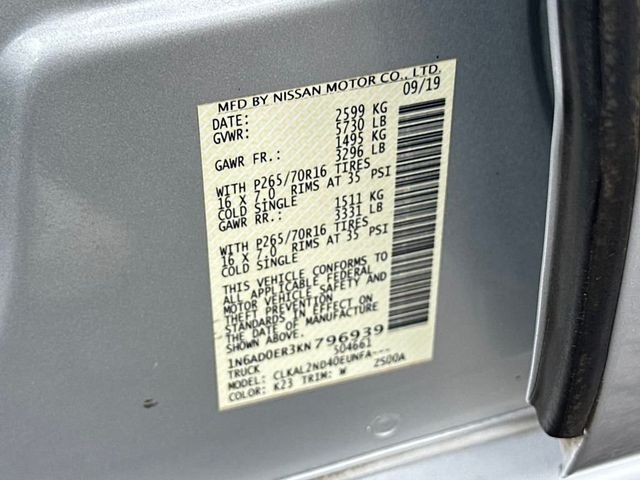 MFD BY NISSAN MOTOR CO., LTD.
DATE: 09/19
GVWR: 2599 KG
5730 LB
GAWR FR.: 1495 KG
3296 LB
WITH P265/70R16 TIRES
16 X 7.0 RIMS AT 35 PSI
COLD SINGLE
GAWR RR.: 1511 KG
3331 LB
WITH P265/70R16 TIRES
16 X 7.0 RIMS AT 35 PSI
COLD SINGLE
THIS VEHICLE CONFORMS TO
ALL APPLICABLE FEDERAL
MOTOR VEHICLE SAFETY AND
THEFT PREVENTION
STANDARDS IN EFFECT ON
THE DATE OF MANUFACTURE
SHOWN ABOVE.
1N6AD0ER3KN796939
TRUCK S04661
MODEL: CLKAL2ND40EUNFA---
COLOR: K23 TRIM: W 2500A